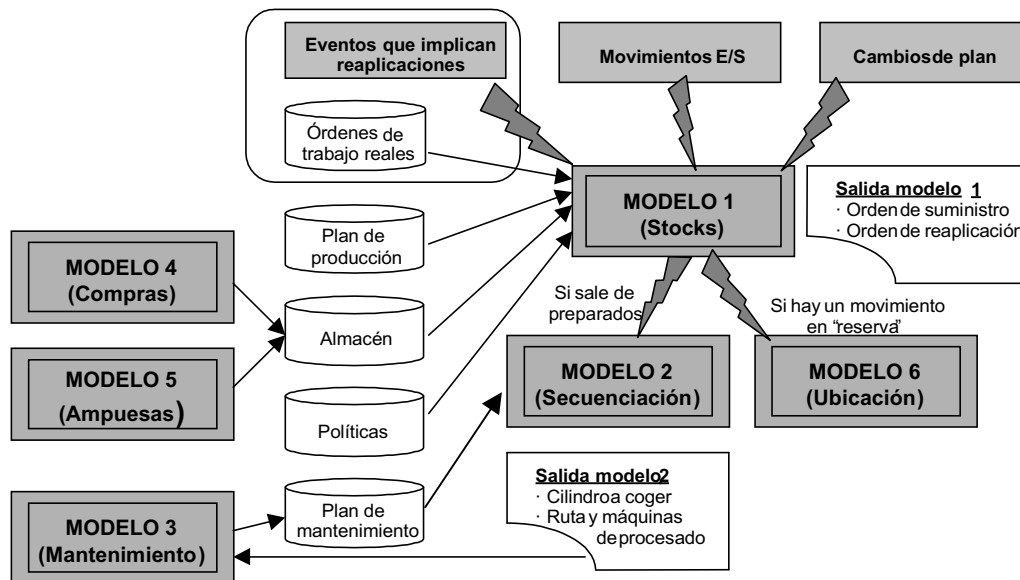 Eventos que implican
reaplicaciones
Movimientos E/S
Cambiosde plan
Órdenes de
trabajo reales
MODELO 1
(Stocks)
Salida modelo 1
· Orden de suministro
· Orden de reaplicación
Plan de
producción
MODELO 4
(Compras)
Almacén
Si sale de
preparados
Si hay un movimiento
en “reserva”
MODELO 5
(Ampuesas)
MODELO 2
(Secuenciación)
MODELO 6
(Ubicación)
Políticas
Salida modelo2
· Cilindroa coger
· Ruta y máquinas
de procesado
Plan de
mantenimiento
MODELO 3
(Mantenimiento)